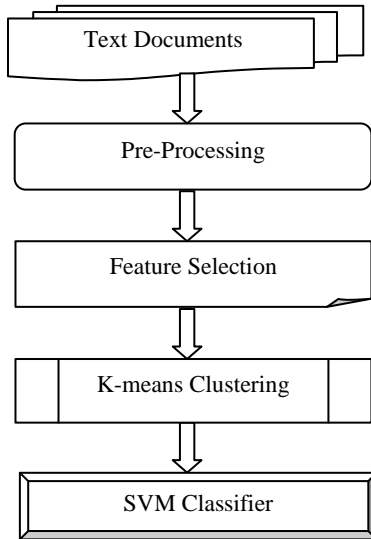 Text Documents
Pre-Processing
Feature Selection
K-means Clustering
SVM Classifier